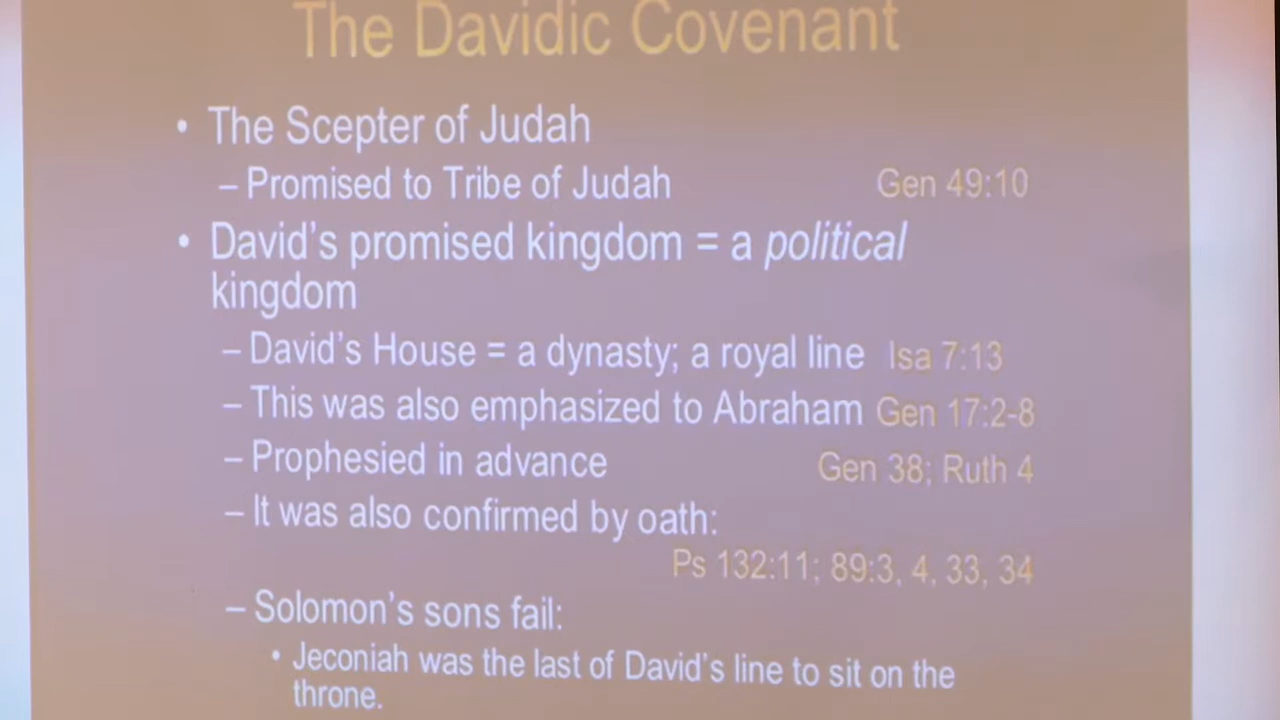 The Davidic Covenant
• The Scepter of Judah
– Promised to Tribe of Judah Gen 49:10
• David's promised kingdom = a political
kingdom
– David's House = a dynasty; a royal line Isa 7:13
– This was also emphasized to Abraham Gen 17:2-8
– Prophesied in advance Gen 38; Ruth 4
– It was also confirmed by oath:
Ps 132:11; 89:3, 4, 33, 34
– Solomon's sons fail:
• Jeconiah was the last of David's line to sit on the
throne.